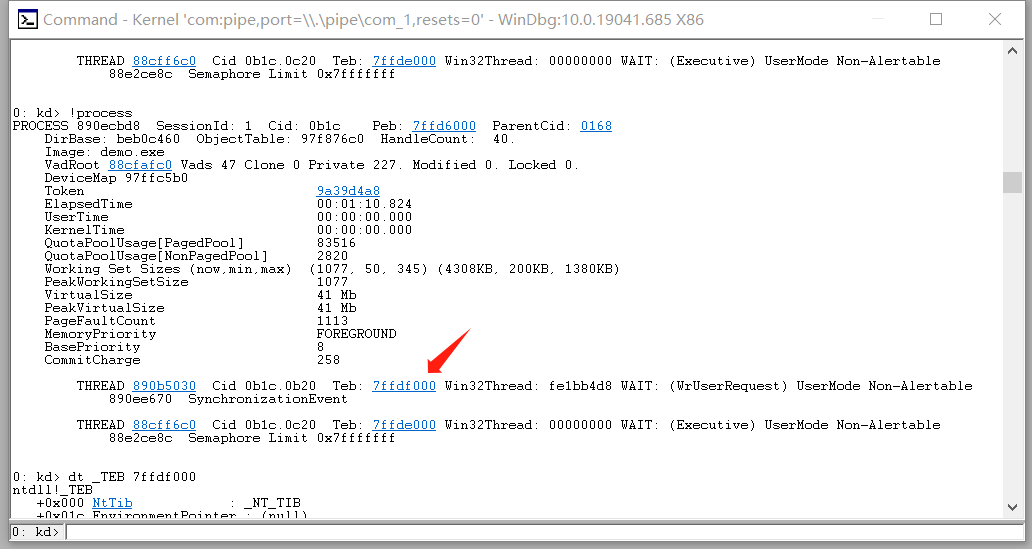 Command - Kernel 'com:pipe,port=\\.\pipe\com_1,resets=0' - WinDbg:10.0.19041.685 X86
THREAD 88cff6c0  Cid 0b1c.0c20  Teb: 7ffde000 Win32Thread: 00000000 WAIT: (Executive) UserMode Non-Alertable
88e2ce8c  Semaphore Limit 0x7fffffff
0: kd> !process
PROCESS 890ecbd8  SessionId: 1  Cid: 0b1c    Peb: 7ffd6000  ParentCid: 0168
DirBase: beb0c460  ObjectTable: 97f876c0  HandleCount:  40.
Image: demo.exe
VadRoot 88cfafc0 Vads 47 Clone 0 Private 227. Modified 0. Locked 0.
DeviceMap 97ffc5b0
Token                             9a39d4a8
ElapsedTime                       00:01:10.824
UserTime                          00:00:00.000
KernelTime                        00:00:00.000
QuotaPoolUsage[PagedPool]         83516
QuotaPoolUsage[NonPagedPool]      2820
Working Set Sizes (now,min,max)  (1077, 50, 345) (4308KB, 200KB, 1380KB)
PeakWorkingSetSize                1077
VirtualSize                       41 Mb
PeakVirtualSize                   41 Mb
PageFaultCount                    1113
MemoryPriority                    FOREGROUND
BasePriority                      8
CommitCharge                      258
THREAD 890b5030  Cid 0b1c.0b20  Teb: 7ffdf000 Win32Thread: fe1bb4d8 WAIT: (WrUserRequest) UserMode Non-Alertable
890ee670  SynchronizationEvent
THREAD 88cff6c0  Cid 0b1c.0c20  Teb: 7ffde000 Win32Thread: 00000000 WAIT: (Executive) UserMode Non-Alertable
88e2ce8c  Semaphore Limit 0x7fffffff
0: kd> dt _TEB 7ffdf000
ntdll!_TEB
+0x000 NtTib            : _NT_TIB
+0x01c EnvironmentPointer : (null)
0: kd>